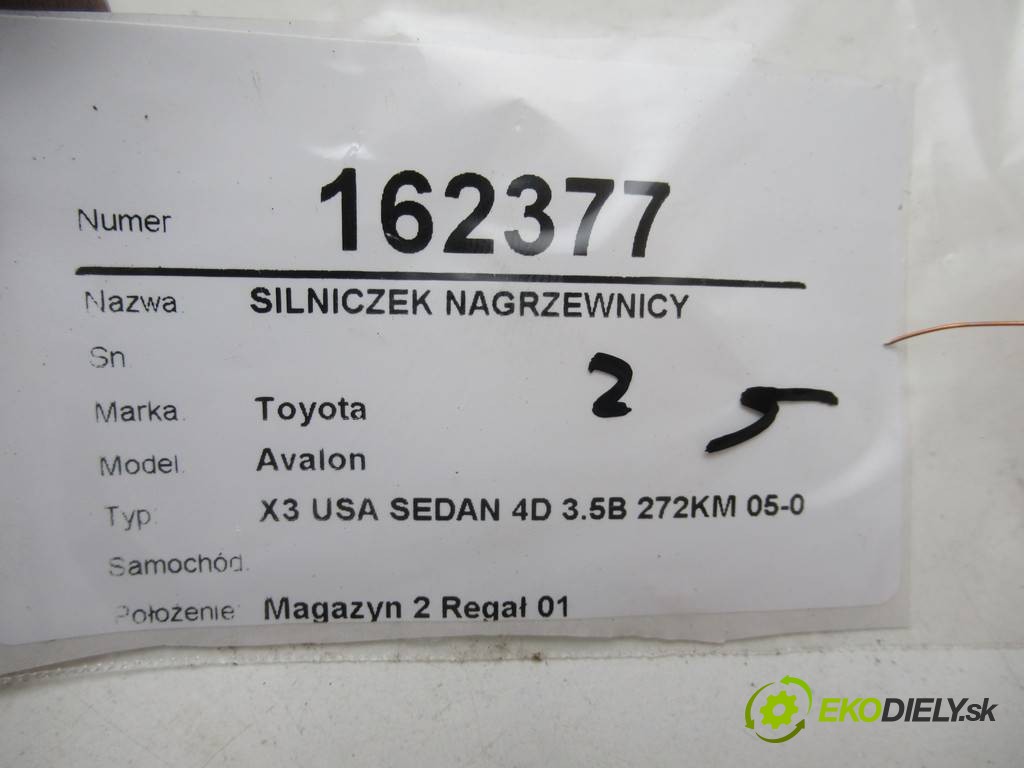 Numer 162377
Nazwa: SILNICZEK NAGRZEWNICY
Sn
2 5
Marka: Toyota
Model: Avalon
Typ: X3 USA SEDAN 4D 3.5B 272KM 05-0
Samochód:
Położenie: Magazyn 2 Regał 01
EKODIELY.sk